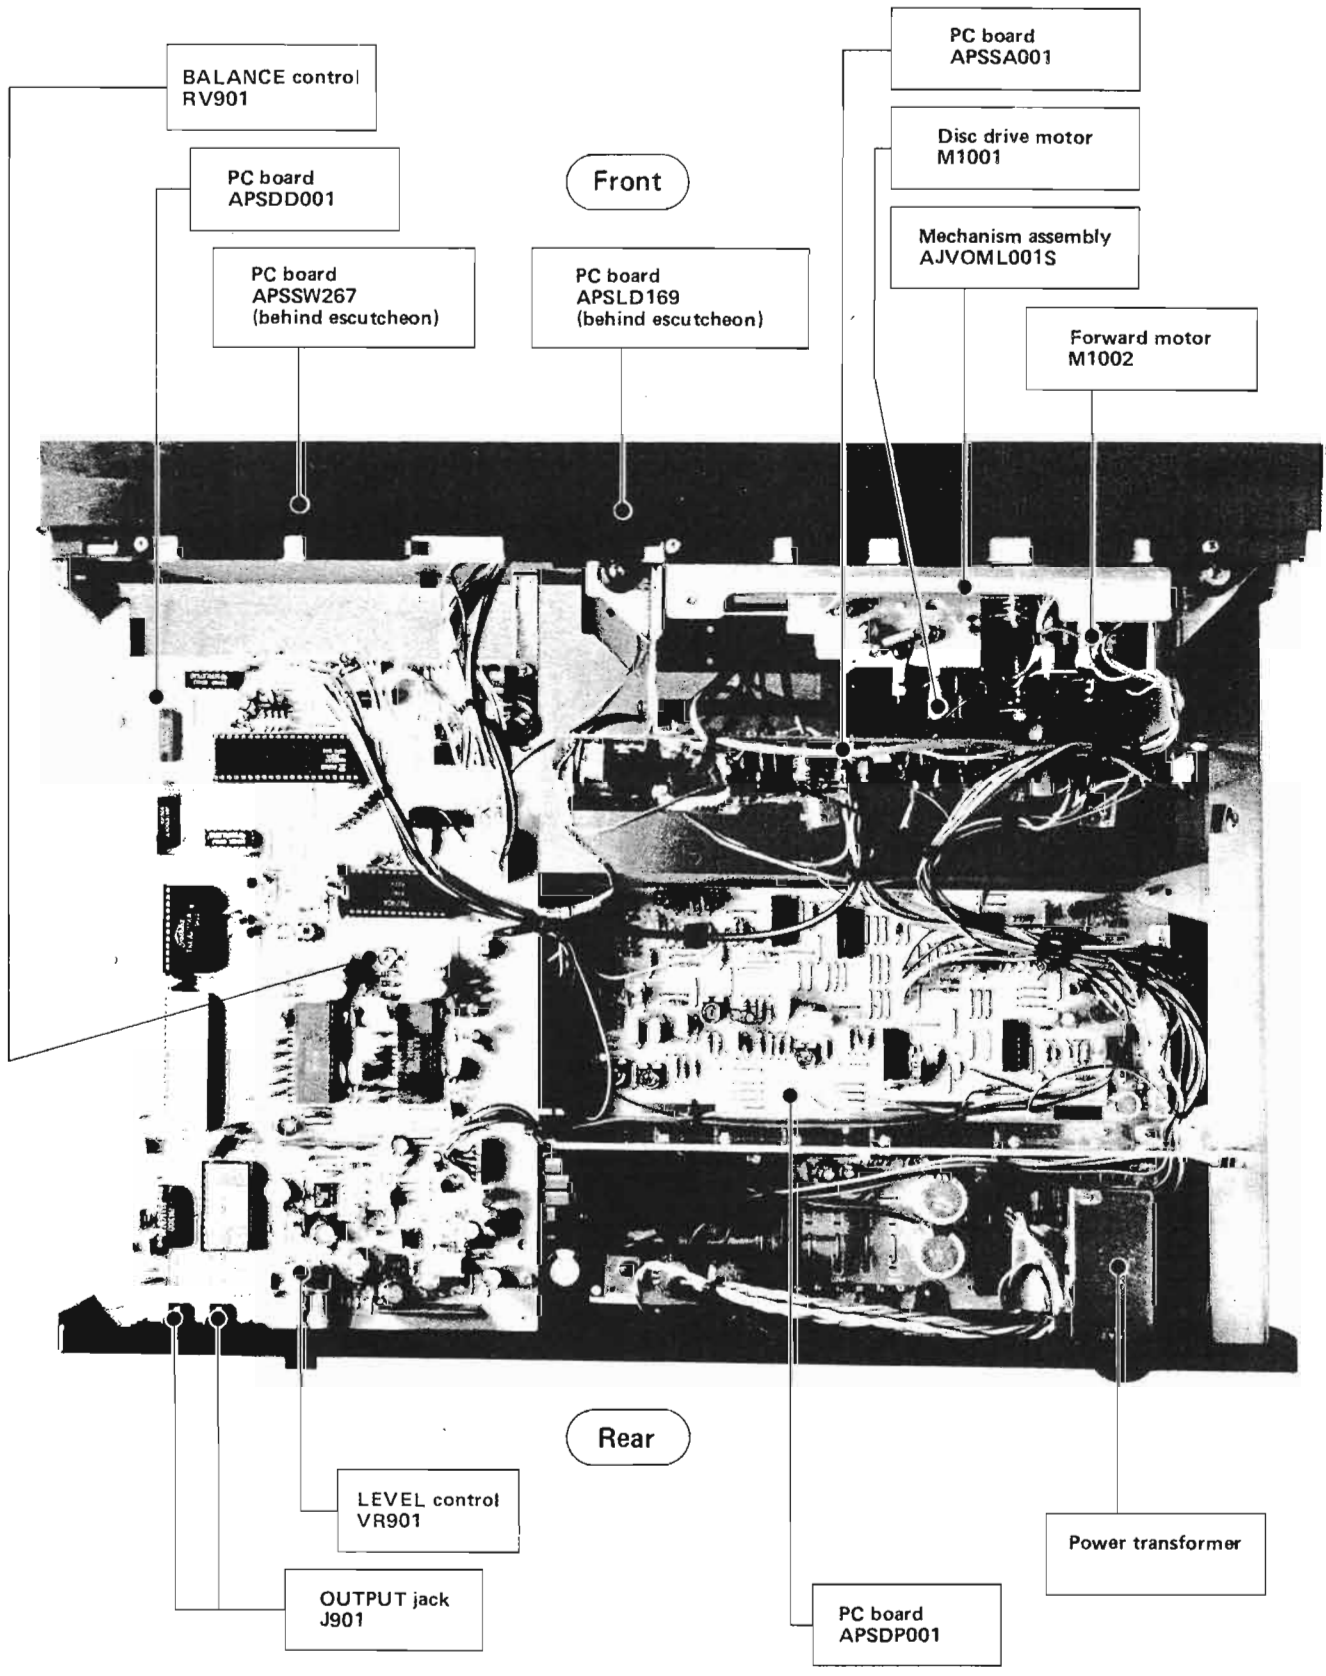 PC board
APSSA001
BALANCE control
RV901
Disc drive motor
M1001
PC board
APSDD001
Front
Mechanism assembly
AJVOML001S
PC board
APSSW267
(behind escutcheon)
PC board
APSLD169
(behind escutcheon)
Forward motor
M1002
Rear
LEVEL control
VR901
Power transformer
OUTPUT jack
J901
PC board
APSDP001